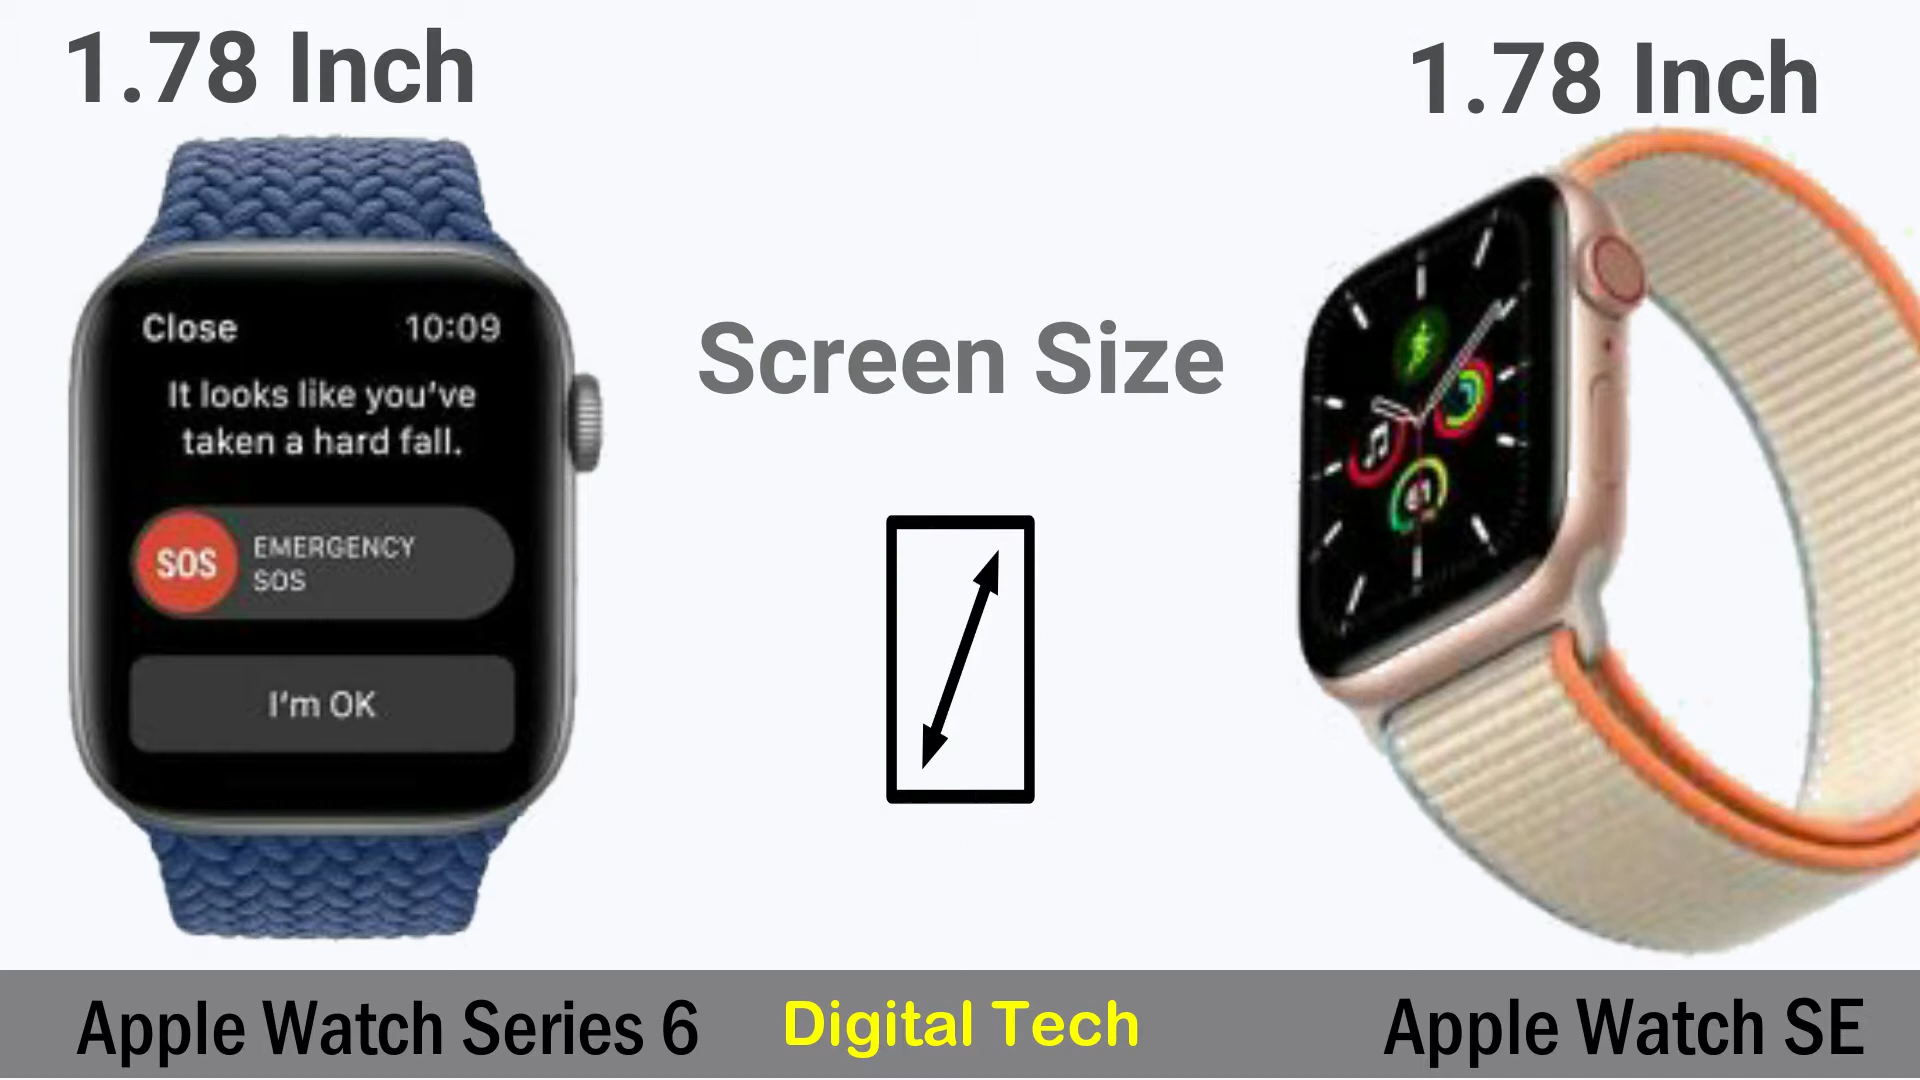 1.78 Inch
1.78 Inch
Close 10:09
It looks like you've
taken a hard fall.
SOS EMERGENCY
SOS
I'm OK
Screen Size
Apple Watch Series 6
Digital Tech
Apple Watch SE